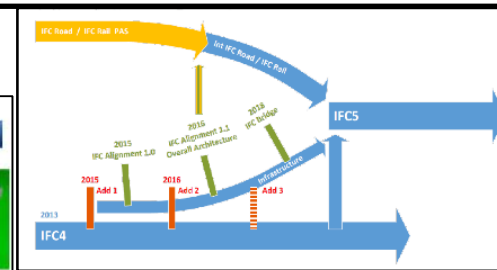 IFC Road / IFC Rail PAS
Int IFC Road / IFC Rail
2018
IFC Bridge
2016
IFC Alignment 1.1
Overall Architecture
2015
IFC Alignment 1.0
IFC5
Infrastructure
2015
Add 1
2016
Add 2
Add 3
2013
IFC4